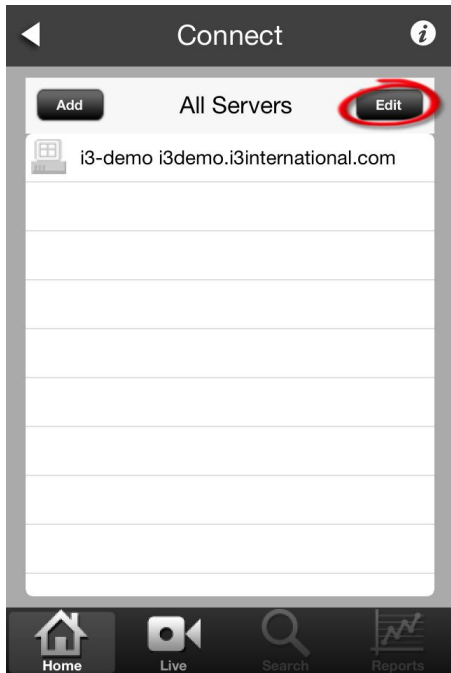 Connect
i
Add All Servers Edit
i3-demo i3demo.i3international.com
Home Live Search Reports